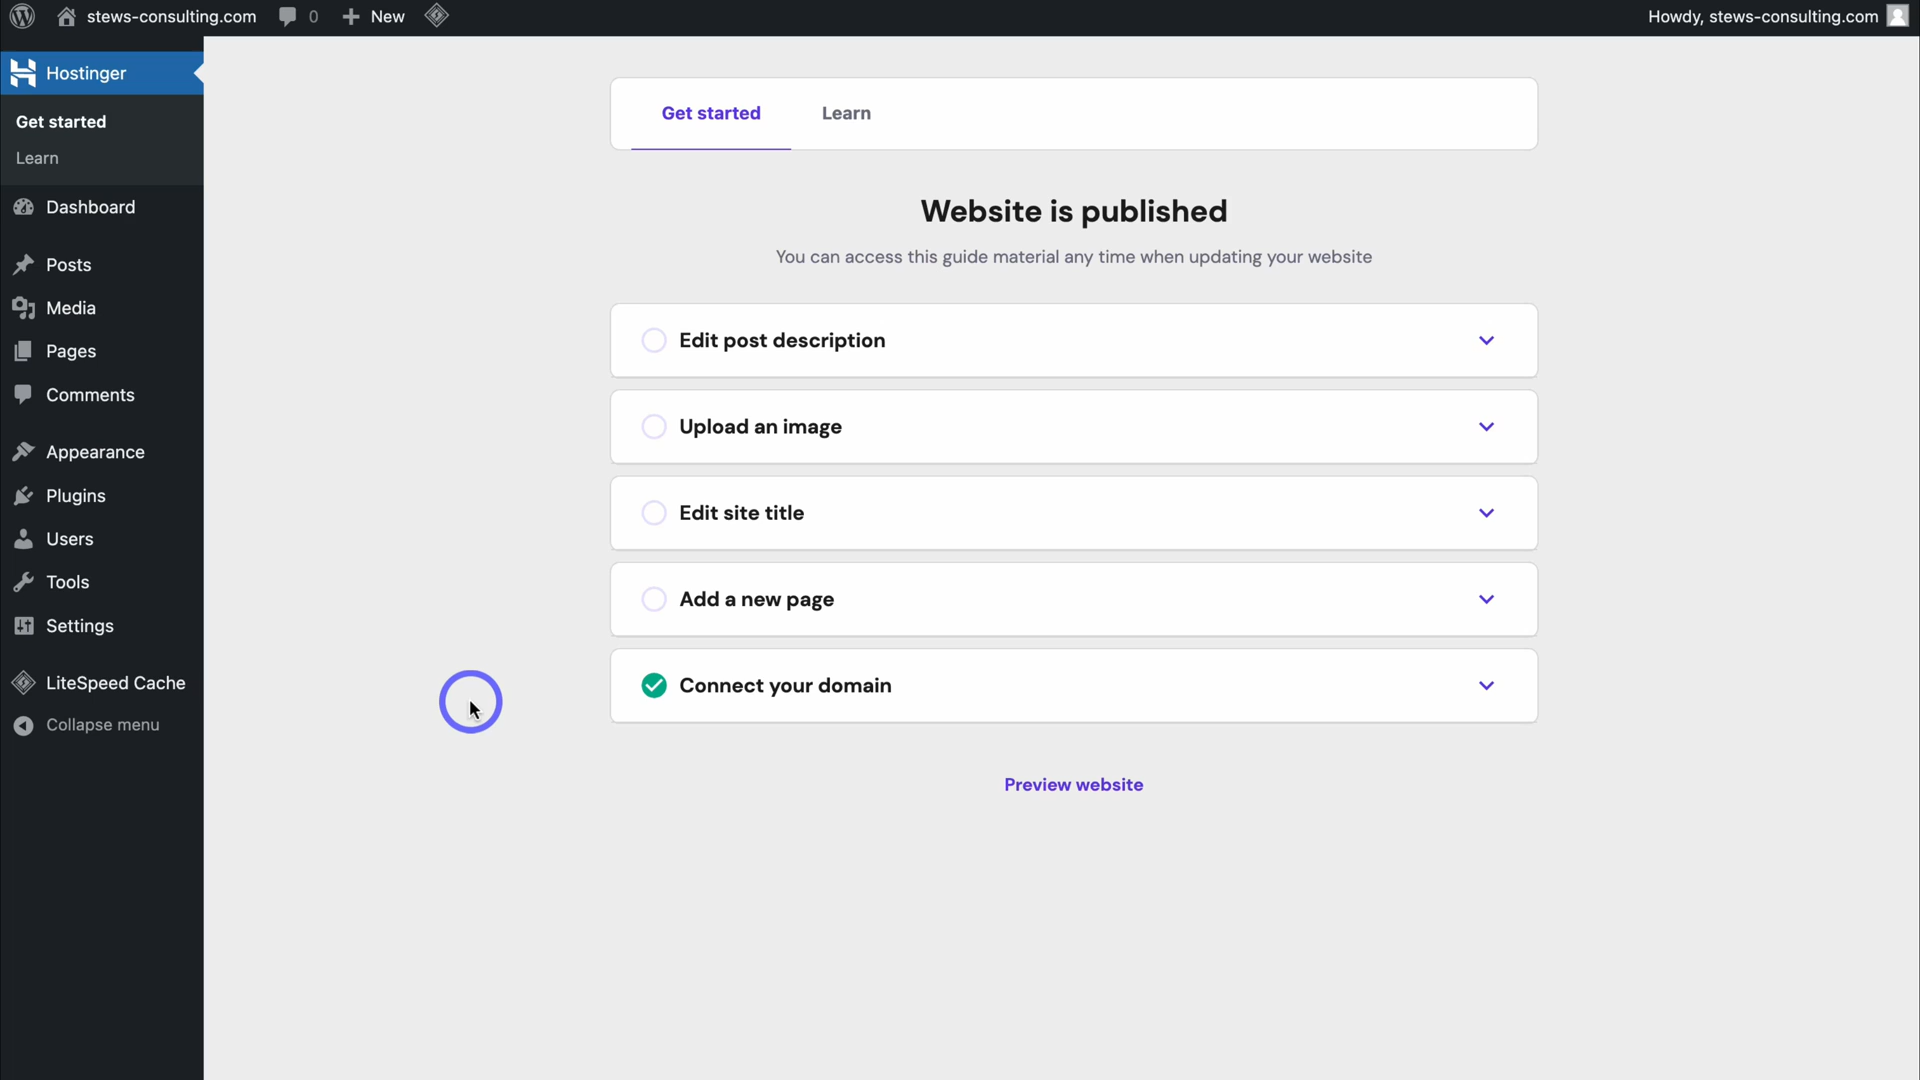 stews-consulting.com
0
New
Howdy, stews-consulting.com
Hostinger
Get started
Learn
Dashboard
Posts
Media
Pages
Comments
Appearance
Plugins
Users
Tools
Settings
LiteSpeed Cache
Collapse menu
Get started
Learn
Website is published
You can access this guide material any time when updating your website
Edit post description
Upload an image
Edit site title
Add a new page
Connect your domain
Preview website